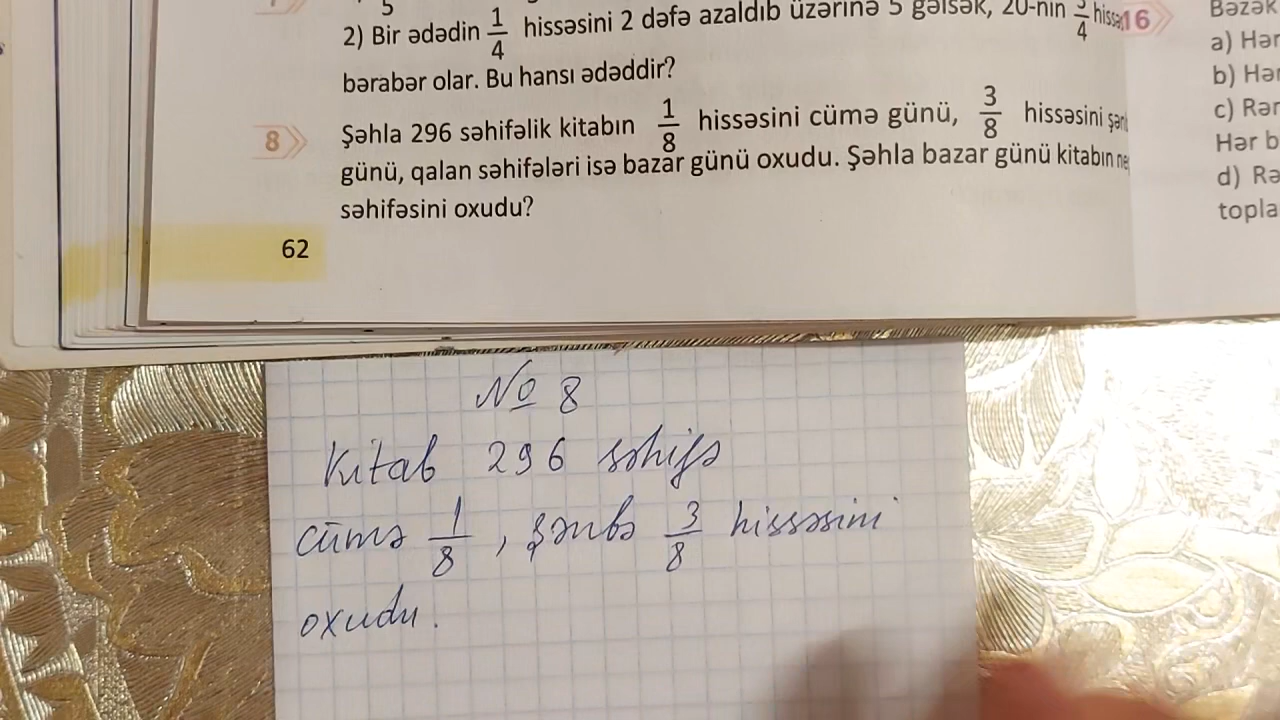 5
2) Bir ədədin 1/4 hissəsini 2 dəfə azaldıb üzərinə 5 gəlsək, 20-nin 3/4
bərabər olar. Bu hansı ədəddir?
8 Şəhla 296 səhifəlik kitabın 1/8 hissəsini cümə günü, 3/8 hissəsini
günü, qalan səhifələri isə bazar günü oxudu. Şəhla bazar günü kitabın
səhifəsini oxudu?
62
16 Bəzək
a) Hər
b) Hər
c) Rər
Hər b
d) Rə
topla
№ 8
Kitab 296 səhifə
cümə 1/8, şənbə 3/8 hissəsini
oxudu.